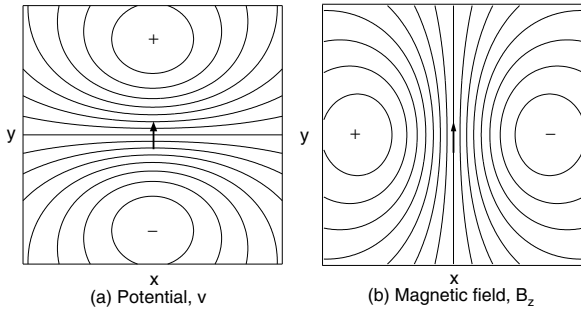 +
y
−
x
(a) Potential, v
y
+
−
x
(b) Magnetic field, B_z